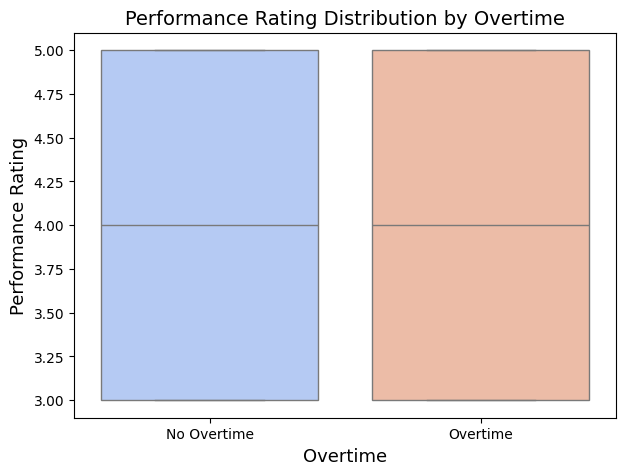 Performance Rating Distribution by Overtime
Performance Rating
5.00
4.75
4.50
4.25
4.00
3.75
3.50
3.25
3.00
No Overtime
Overtime
Overtime